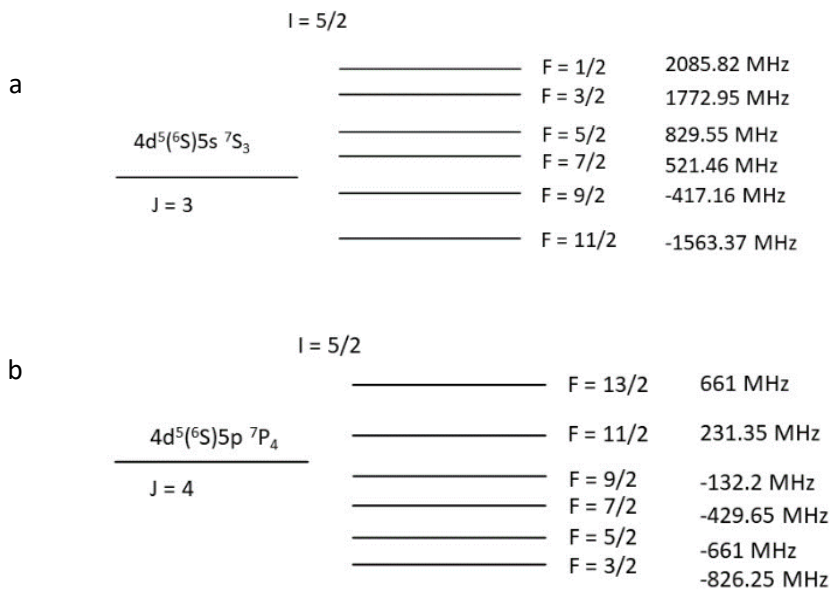 I = 5/2
a
F = 1/2 2085.82 MHz
F = 3/2 1772.95 MHz
4d⁵(⁶S)5s ⁷S₃
F = 5/2 829.55 MHz
F = 7/2 521.46 MHz
J = 3
F = 9/2 -417.16 MHz
F = 11/2 -1563.37 MHz
I = 5/2
b
F = 13/2 661 MHz
4d⁵(⁶S)5p ⁷P₄
F = 11/2 231.35 MHz
J = 4
F = 9/2 -132.2 MHz
F = 7/2 -429.65 MHz
F = 5/2 -661 MHz
F = 3/2 -826.25 MHz